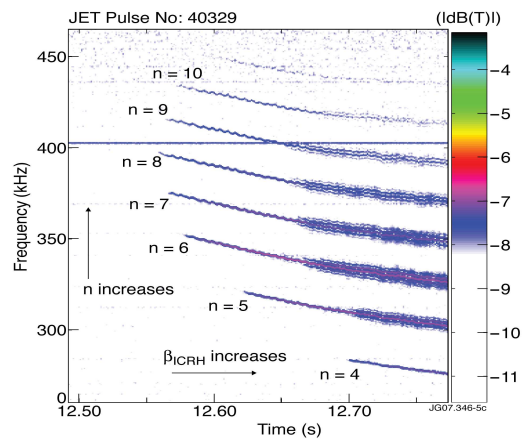 JET Pulse No: 40329
(|dB(T)|)
450
400
350
300
0
Frequency (kHz)
n = 10
n = 9
n = 8
n = 7
n = 6
n = 5
n = 4
n increases
βICRH increases
12.50
12.60
12.70
Time (s)
−4
−5
−6
−7
−8
−9
−10
−11
JG07.346-5c